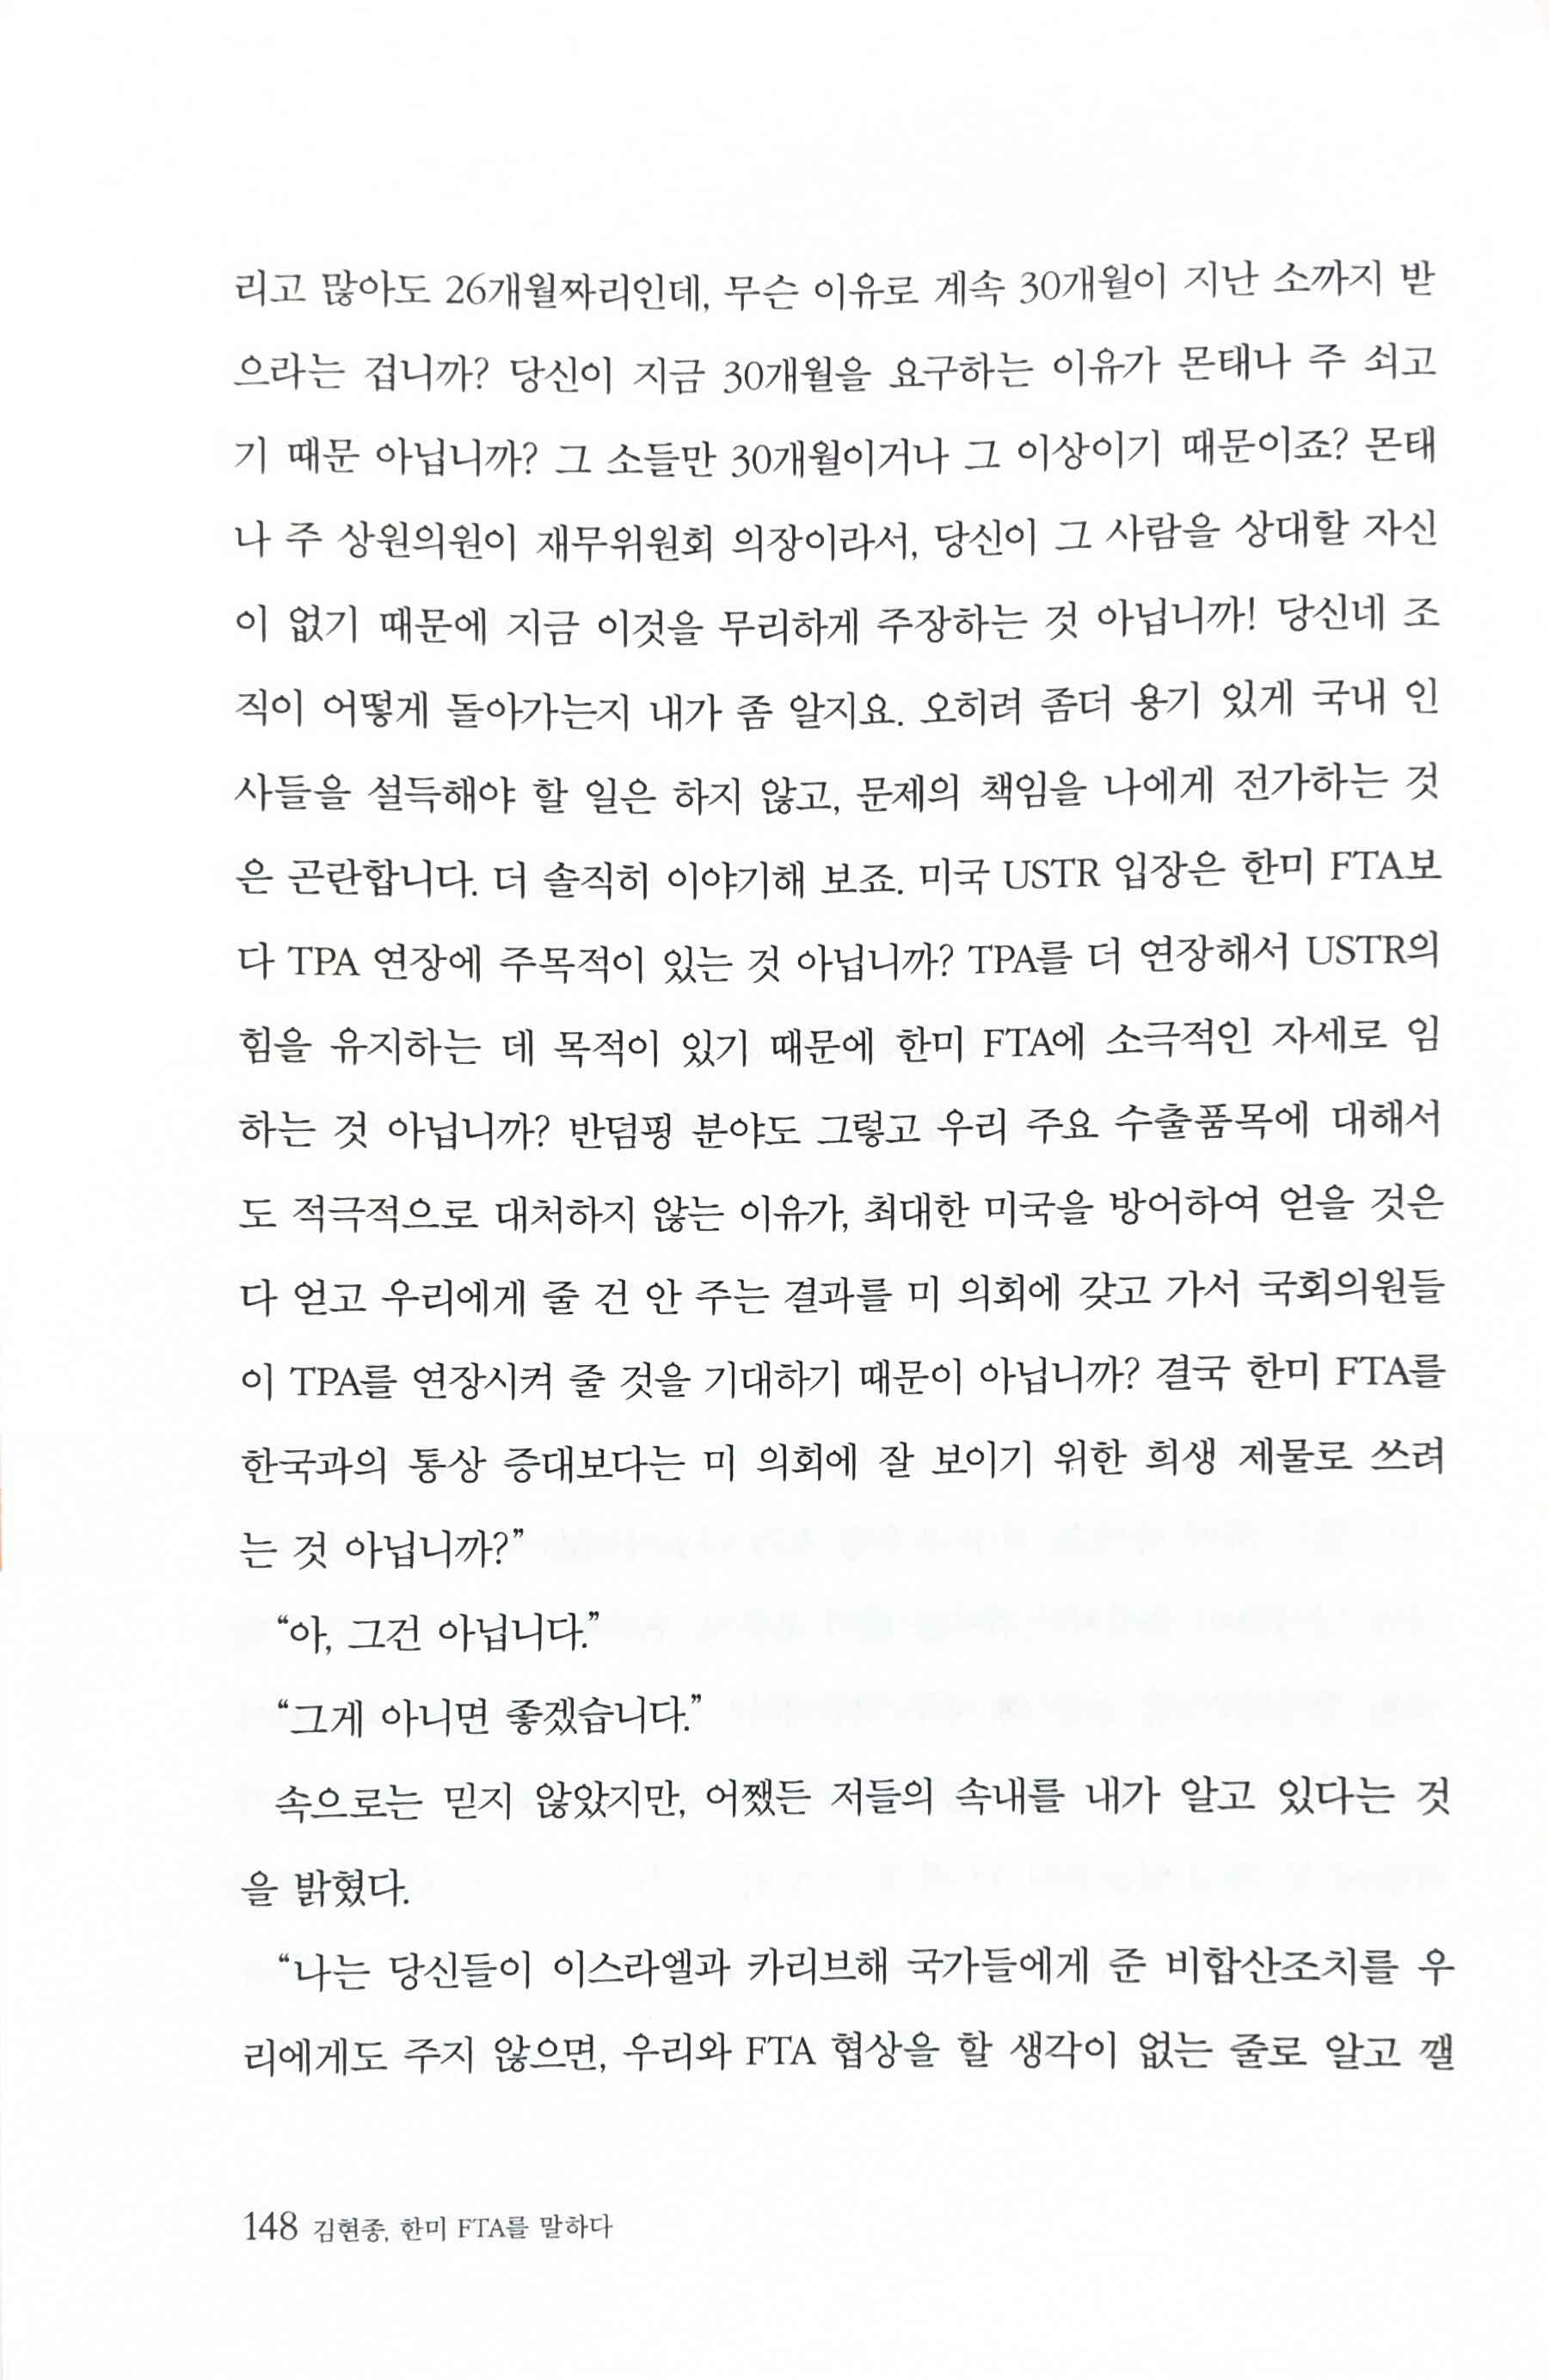 리고 많아도 26개월짜리인데, 무슨 이유로 계속 30개월이 지난 소까지 받
으라는 겁니까? 당신이 지금 30개월을 요구하는 이유가 몬태나 주 쇠고
기 때문 아닙니까? 그 소들만 30개월이거나 그 이상이기 때문이죠? 몬태
나 주 상원의원이 재무위원회 의장이라서, 당신이 그 사람을 상대할 자신
이 없기 때문에 지금 이것을 무리하게 주장하는 것 아닙니까! 당신네 조
직이 어떻게 돌아가는지 내가 좀 알지요. 오히려 좀더 용기 있게 국내 인
사들을 설득해야 할 일은 하지 않고, 문제의 책임을 나에게 전가하는 것
은 곤란합니다. 더 솔직히 이야기해 보죠. 미국 USTR 입장은 한미 FTA보
다 TPA 연장에 주목적이 있는 것 아닙니까? TPA를 더 연장해서 USTR의
힘을 유지하는 데 목적이 있기 때문에 한미 FTA에 소극적인 자세로 임
하는 것 아닙니까? 반덤핑 분야도 그렇고 우리 주요 수출품목에 대해서
도 적극적으로 대처하지 않는 이유가, 최대한 미국을 방어하여 얻을 것은
다 얻고 우리에게 줄 건 안 주는 결과를 미 의회에 갖고 가서 국회의원들
이 TPA를 연장시켜 줄 것을 기대하기 때문이 아닙니까? 결국 한미 FTA를
한국과의 통상 증대보다는 미 의회에 잘 보이기 위한 희생 제물로 쓰려
는 것 아닙니까?”
“아, 그건 아닙니다.”
“그게 아니면 좋겠습니다.”
속으로는 믿지 않았지만, 어쨌든 저들의 속내를 내가 알고 있다는 것
을 밝혔다.
“나는 당신들이 이스라엘과 카리브해 국가들에게 준 비합산조치를 우
리에게도 주지 않으면, 우리와 FTA 협상을 할 생각이 없는 줄로 알고 깰
148 김현종, 한미 FTA를 말하다